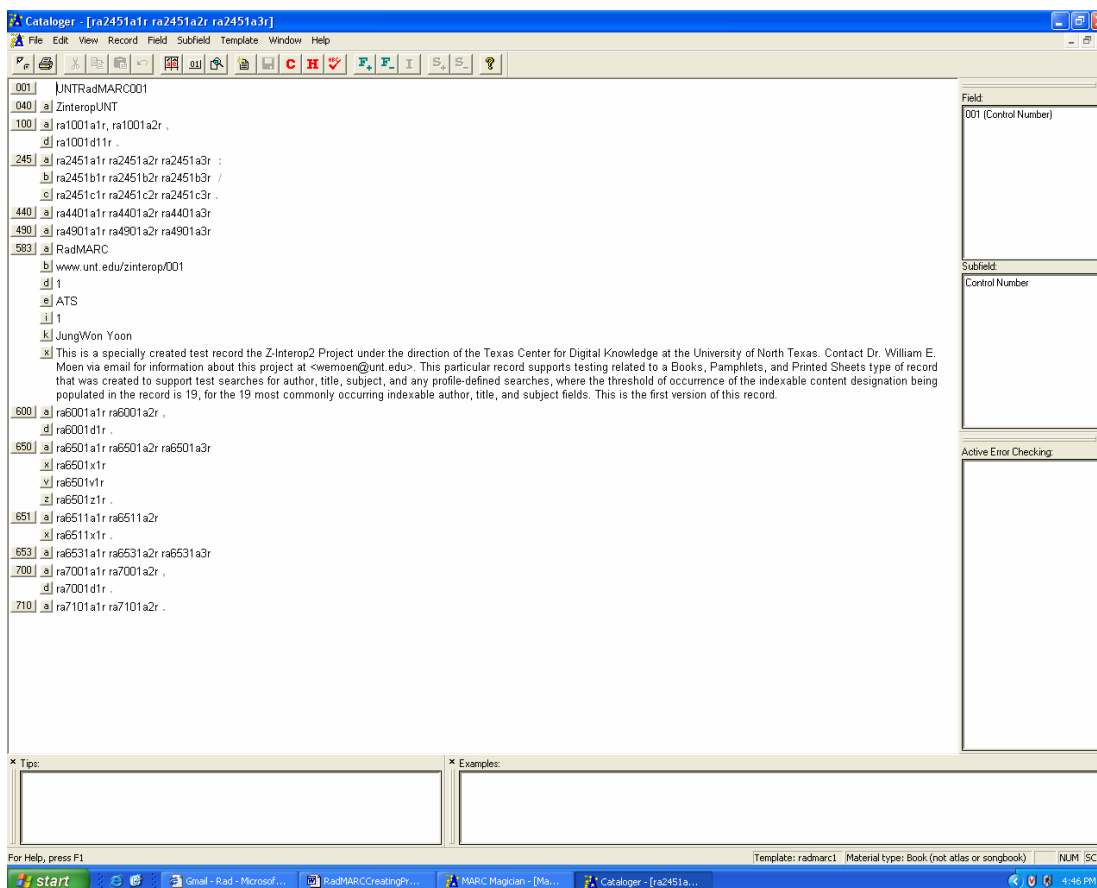 Cataloger - [ra2451a1r ra2451a2r ra2451a3r]
File Edit View Record Field Subfield Template Window Help
001 UNTRadMARC001
040 a ZinteropUNT
100 a ra1001a1r, ra1001a2r ,
d ra1001d11r .
245 a ra2451a1r ra2451a2r ra2451a3r :
b ra2451b1r ra2451b2r ra2451b3r /
c ra2451c1r ra2451c2r ra2451c3r .
440 a ra4401a1r ra4401a2r ra4401a3r
490 a ra4901a1r ra4901a2r ra4901a3r
583 a RadMARC
b www.unt.edu/zinterop/001
d 1
e ATS
i 1
k JungWon Yoon
x This is a specially created test record the Z-Interop2 Project under the direction of the Texas Center for Digital Knowledge at the University of North Texas. Contact Dr. William E.
Moen via email for information about this project at <wemoen@unt.edu>. This particular record supports testing related to a Books, Pamphlets, and Printed Sheets type of record
that was created to support test searches for author, title, subject, and any profile-defined searches, where the threshold of occurrence of the indexable content designation being
populated in the record is 19, for the 19 most commonly occurring indexable author, title, and subject fields. This is the first version of this record.
600 a ra6001a1r ra6001a2r ,
d ra6001d1r .
650 a ra6501a1r ra6501a2r ra6501a3r
x ra6501x1r
v ra6501v1r
z ra6501z1r .
651 a ra6511a1r ra6511a2r
x ra6511x1r .
653 a ra6531a1r ra6531a2r ra6531a3r
700 a ra7001a1r ra7001a2r ,
d ra7001d1r .
710 a ra7101a1r ra7101a2r .
Field:
001 (Control Number)
Subfield:
Control Number
Active Error Checking:
Tips:
Examples:
For Help, press F1
Template: radmarc1 Material type: Book (not atlas or songbook) NUM SC
start Gmail - Rad - Microsof... RadMARCCreatingPr... MARC Magician - [Ma... Cataloger - [ra2451a... 4:46 PM